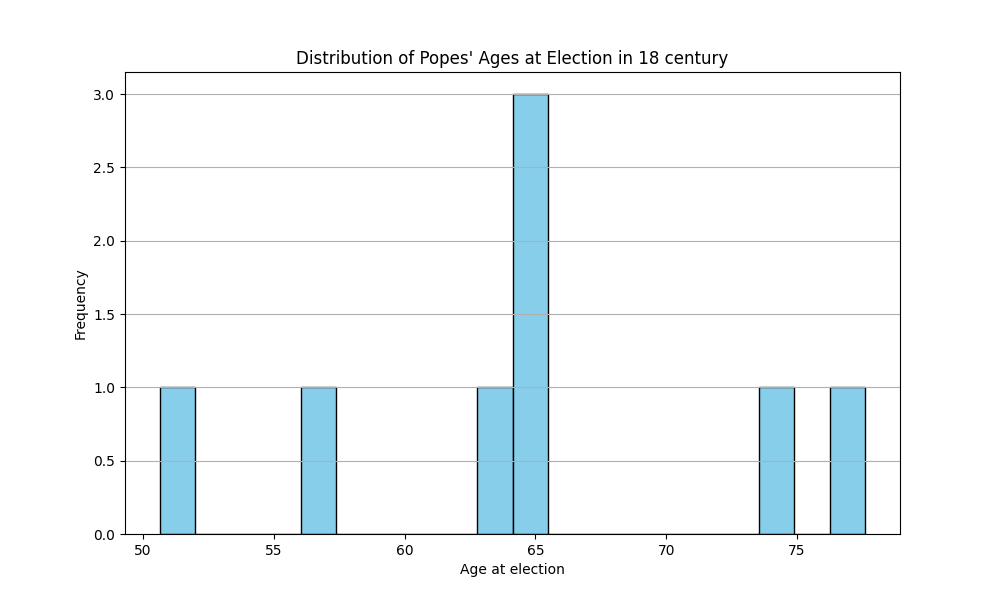 Distribution of Popes' Ages at Election in 18 century
3.0
2.5
2.0
1.5
1.0
0.5
0.0
Frequency
50 55 60 65 70 75
Age at election